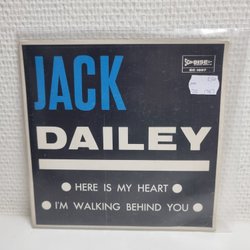 JACK
DAILEY
HERE IS MY HEART
I'M WALKING BEHIND YOU